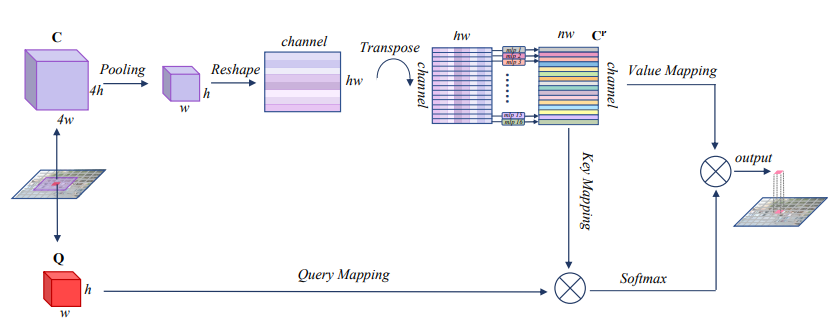 C
4h
4w
Pooling
h
w
Reshape
channel
hw
Transpose
hw
channel
mlp 1
mlp 2
mlp 3
mlp 15
mlp 16
nw
Cʳ
channel
Value Mapping
Key Mapping
output
Q
h
w
Query Mapping
Softmax